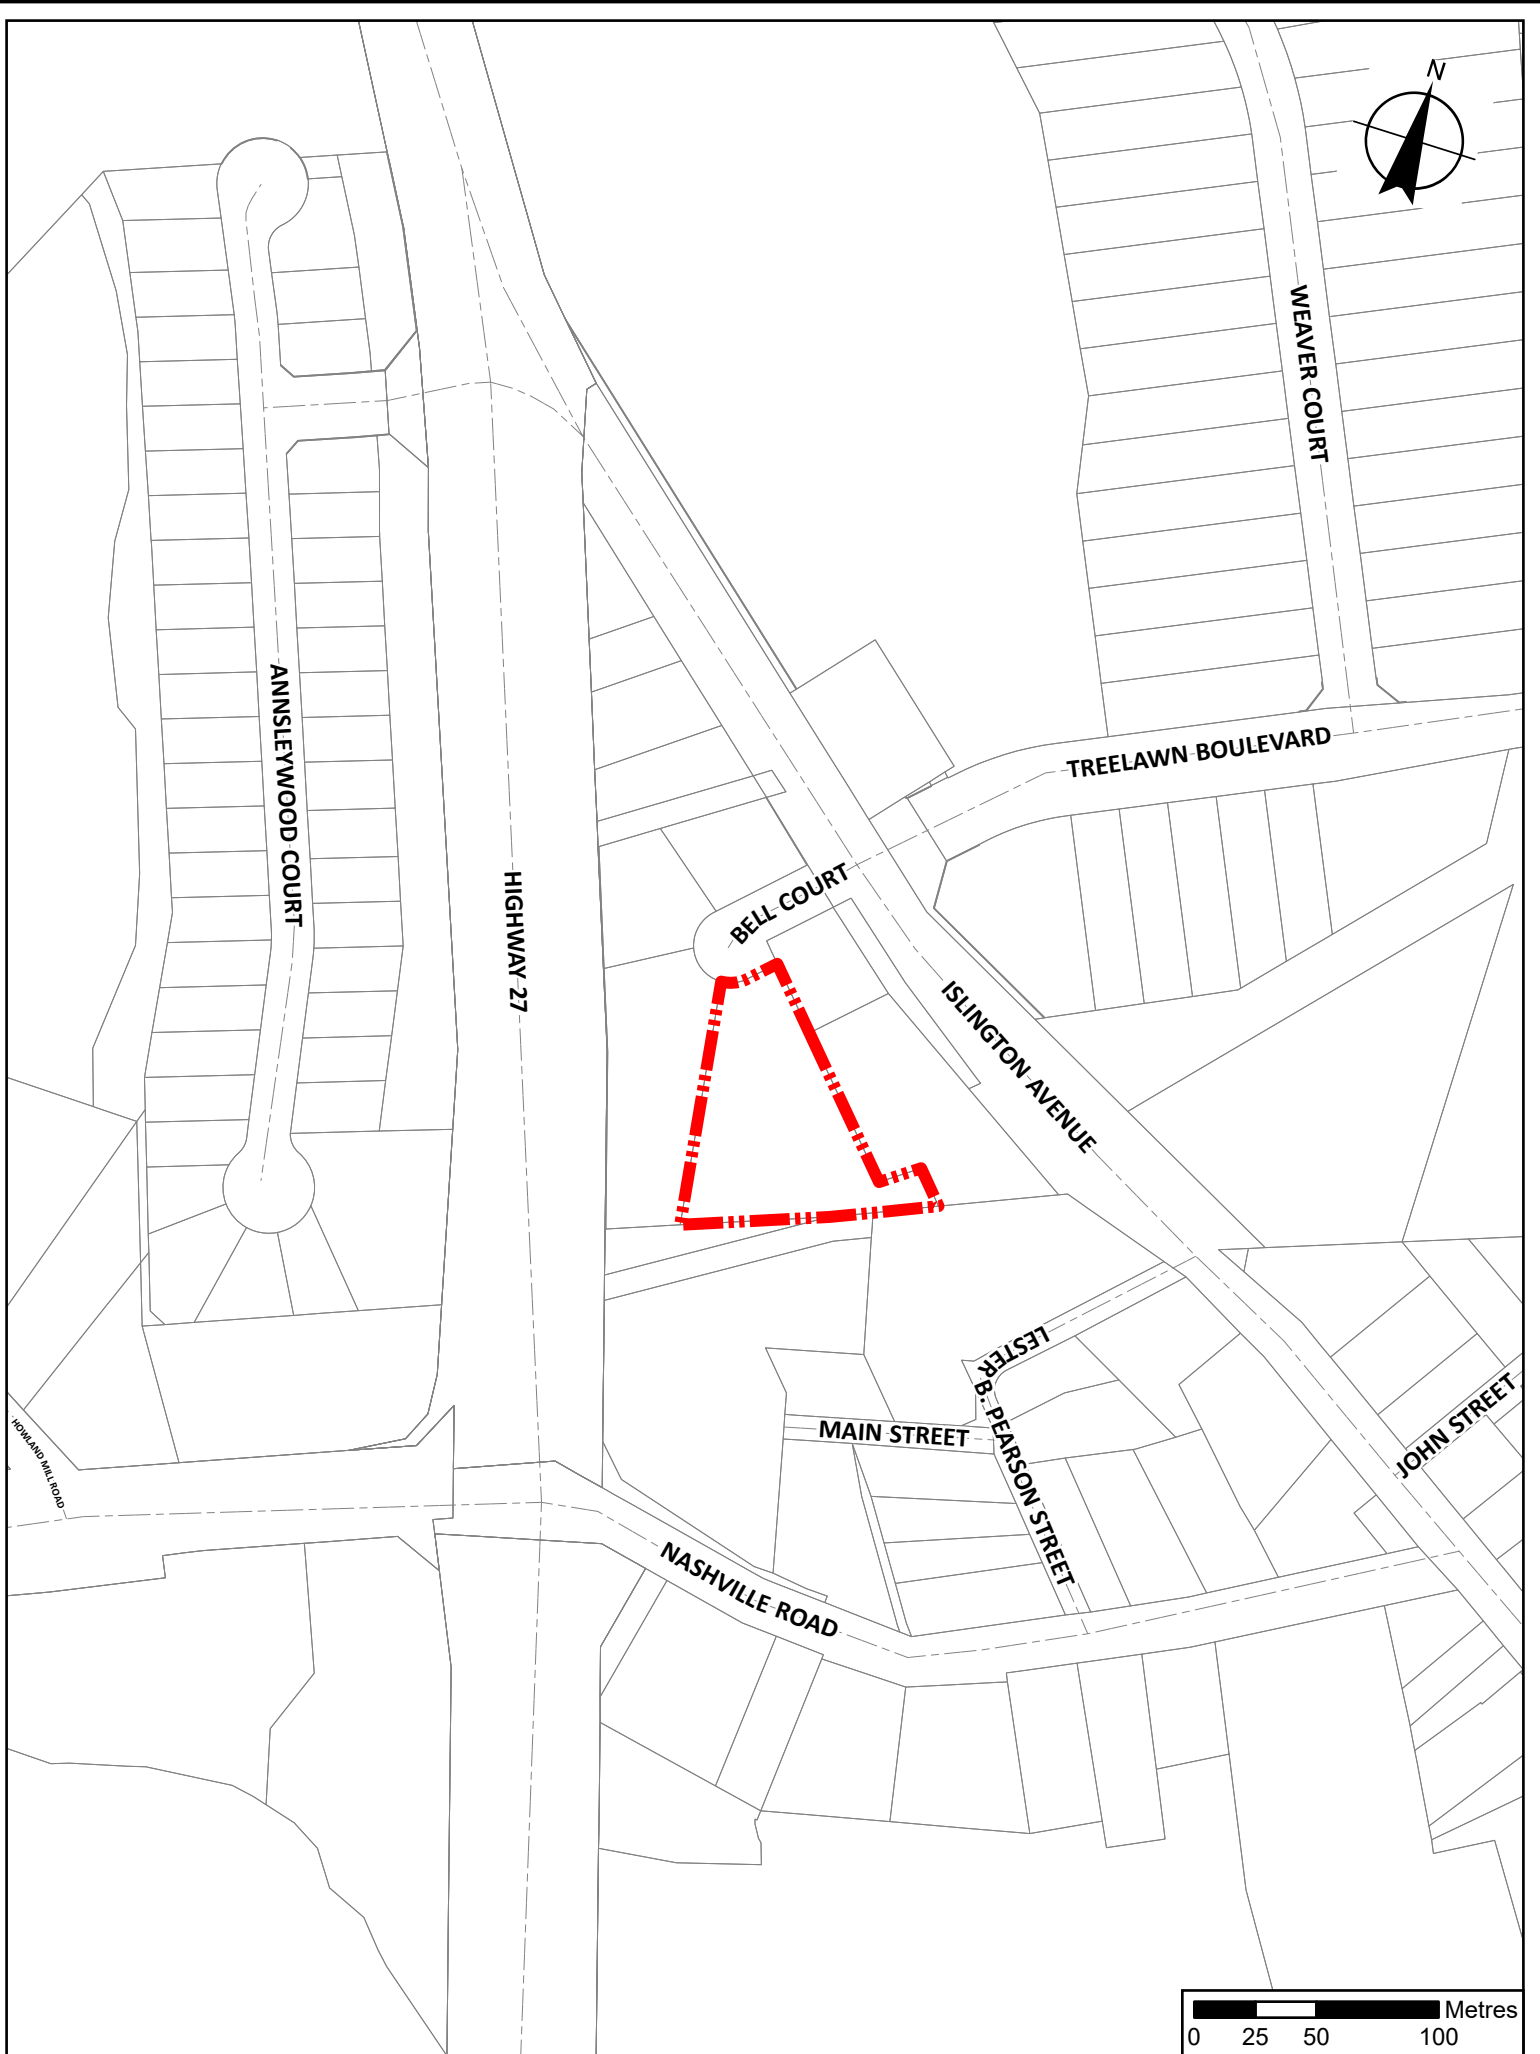 N
WEAVER COURT
ANNSLEYWOOD COURT
TREELAWN BOULEVARD
HIGHWAY 27
BELL COURT
ISLINGTON AVENUE
LESTER
B. PEARSON STREET
MAIN STREET
JOHN STREET
HOWLAND MILL ROAD
NASHVILLE ROAD
Metres
0 25 50 100